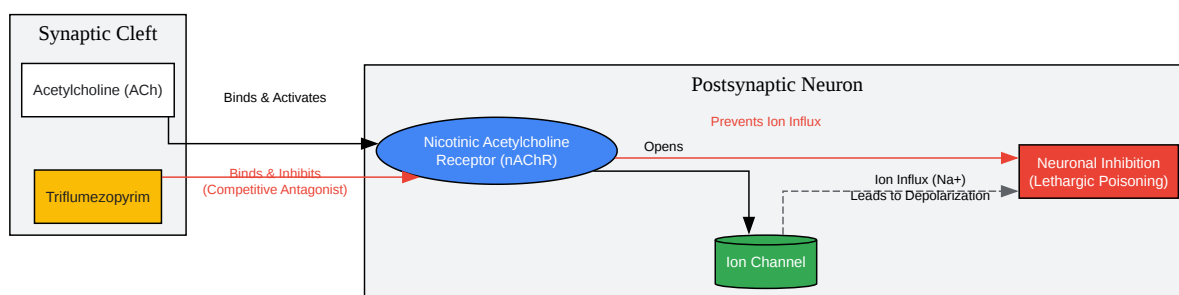 Synaptic Cleft
Acetylcholine (ACh)
Triflumezopyrim
Binds & Activates
Binds & Inhibits
(Competitive Antagonist)
Postsynaptic Neuron
Nicotinic Acetylcholine
Receptor (nAChR)
Prevents Ion Influx
Opens
Ion Influx (Na+)
Leads to Depolarization
Neuronal Inhibition
(Lethargic Poisoning)
Ion Channel